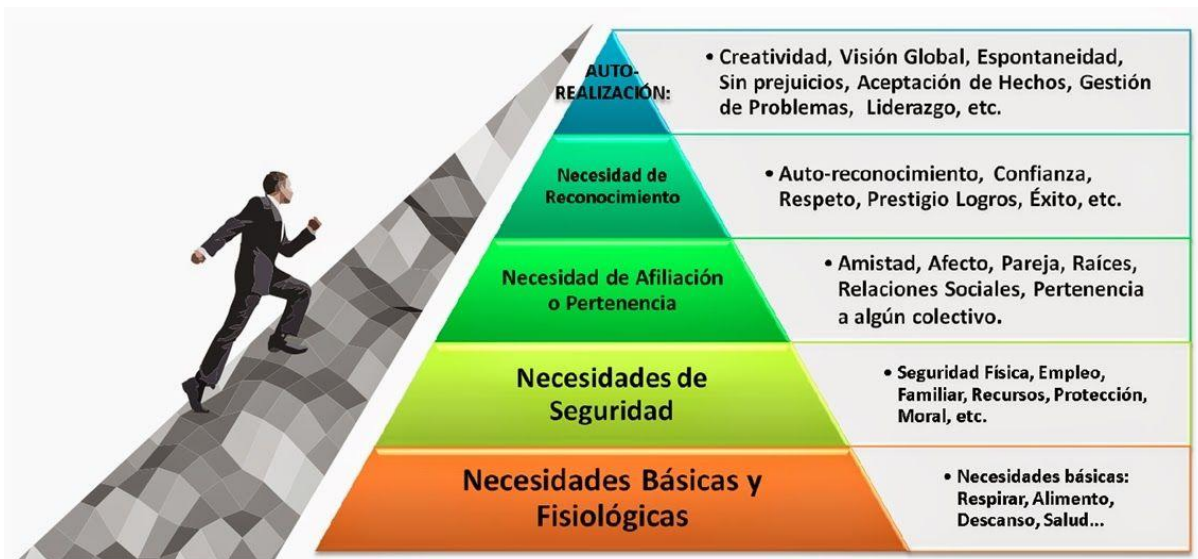 AUTO-
REALIZACIÓN:
• Creatividad, Visión Global, Espontaneidad,
Sin prejuicios, Aceptación de Hechos, Gestión
de Problemas, Liderazgo, etc.
Necesidad de
Reconocimiento
• Auto-reconocimiento, Confianza,
Respeto, Prestigio Logros, Éxito, etc.
Necesidad de Afiliación
o Pertenencia
• Amistad, Afecto, Pareja, Raíces,
Relaciones Sociales, Pertenencia
a algún colectivo.
Necesidades de
Seguridad
• Seguridad Física, Empleo,
Familiar, Recursos, Protección,
Moral, etc.
Necesidades Básicas y
Fisiológicas
• Necesidades básicas:
Respirar, Alimento,
Descanso, Salud...